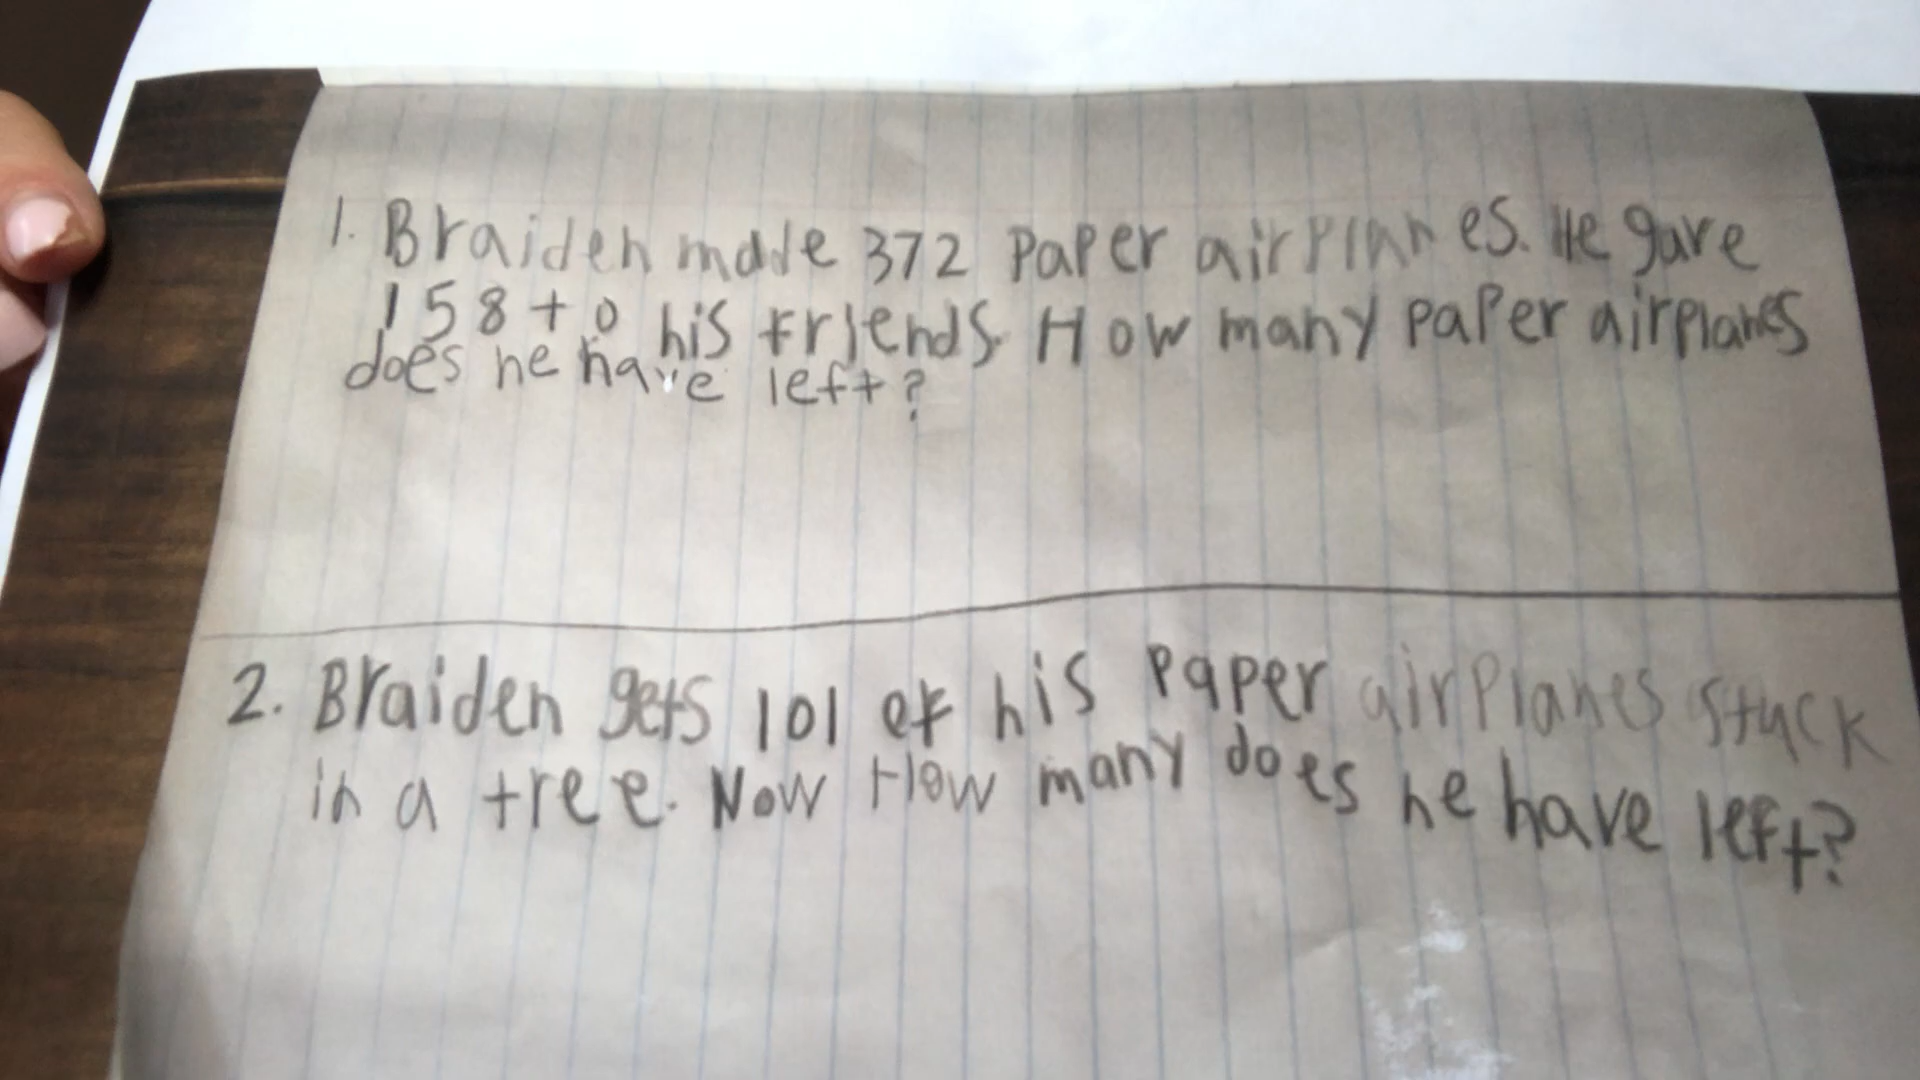 1. Braiden made 372 Paper airplanes. He gave
158 to his friends. How many paper airplanes
does he have left?
2. Braiden gets 101 of his paper airplanes stuck
in a tree. Now How many does he have left?